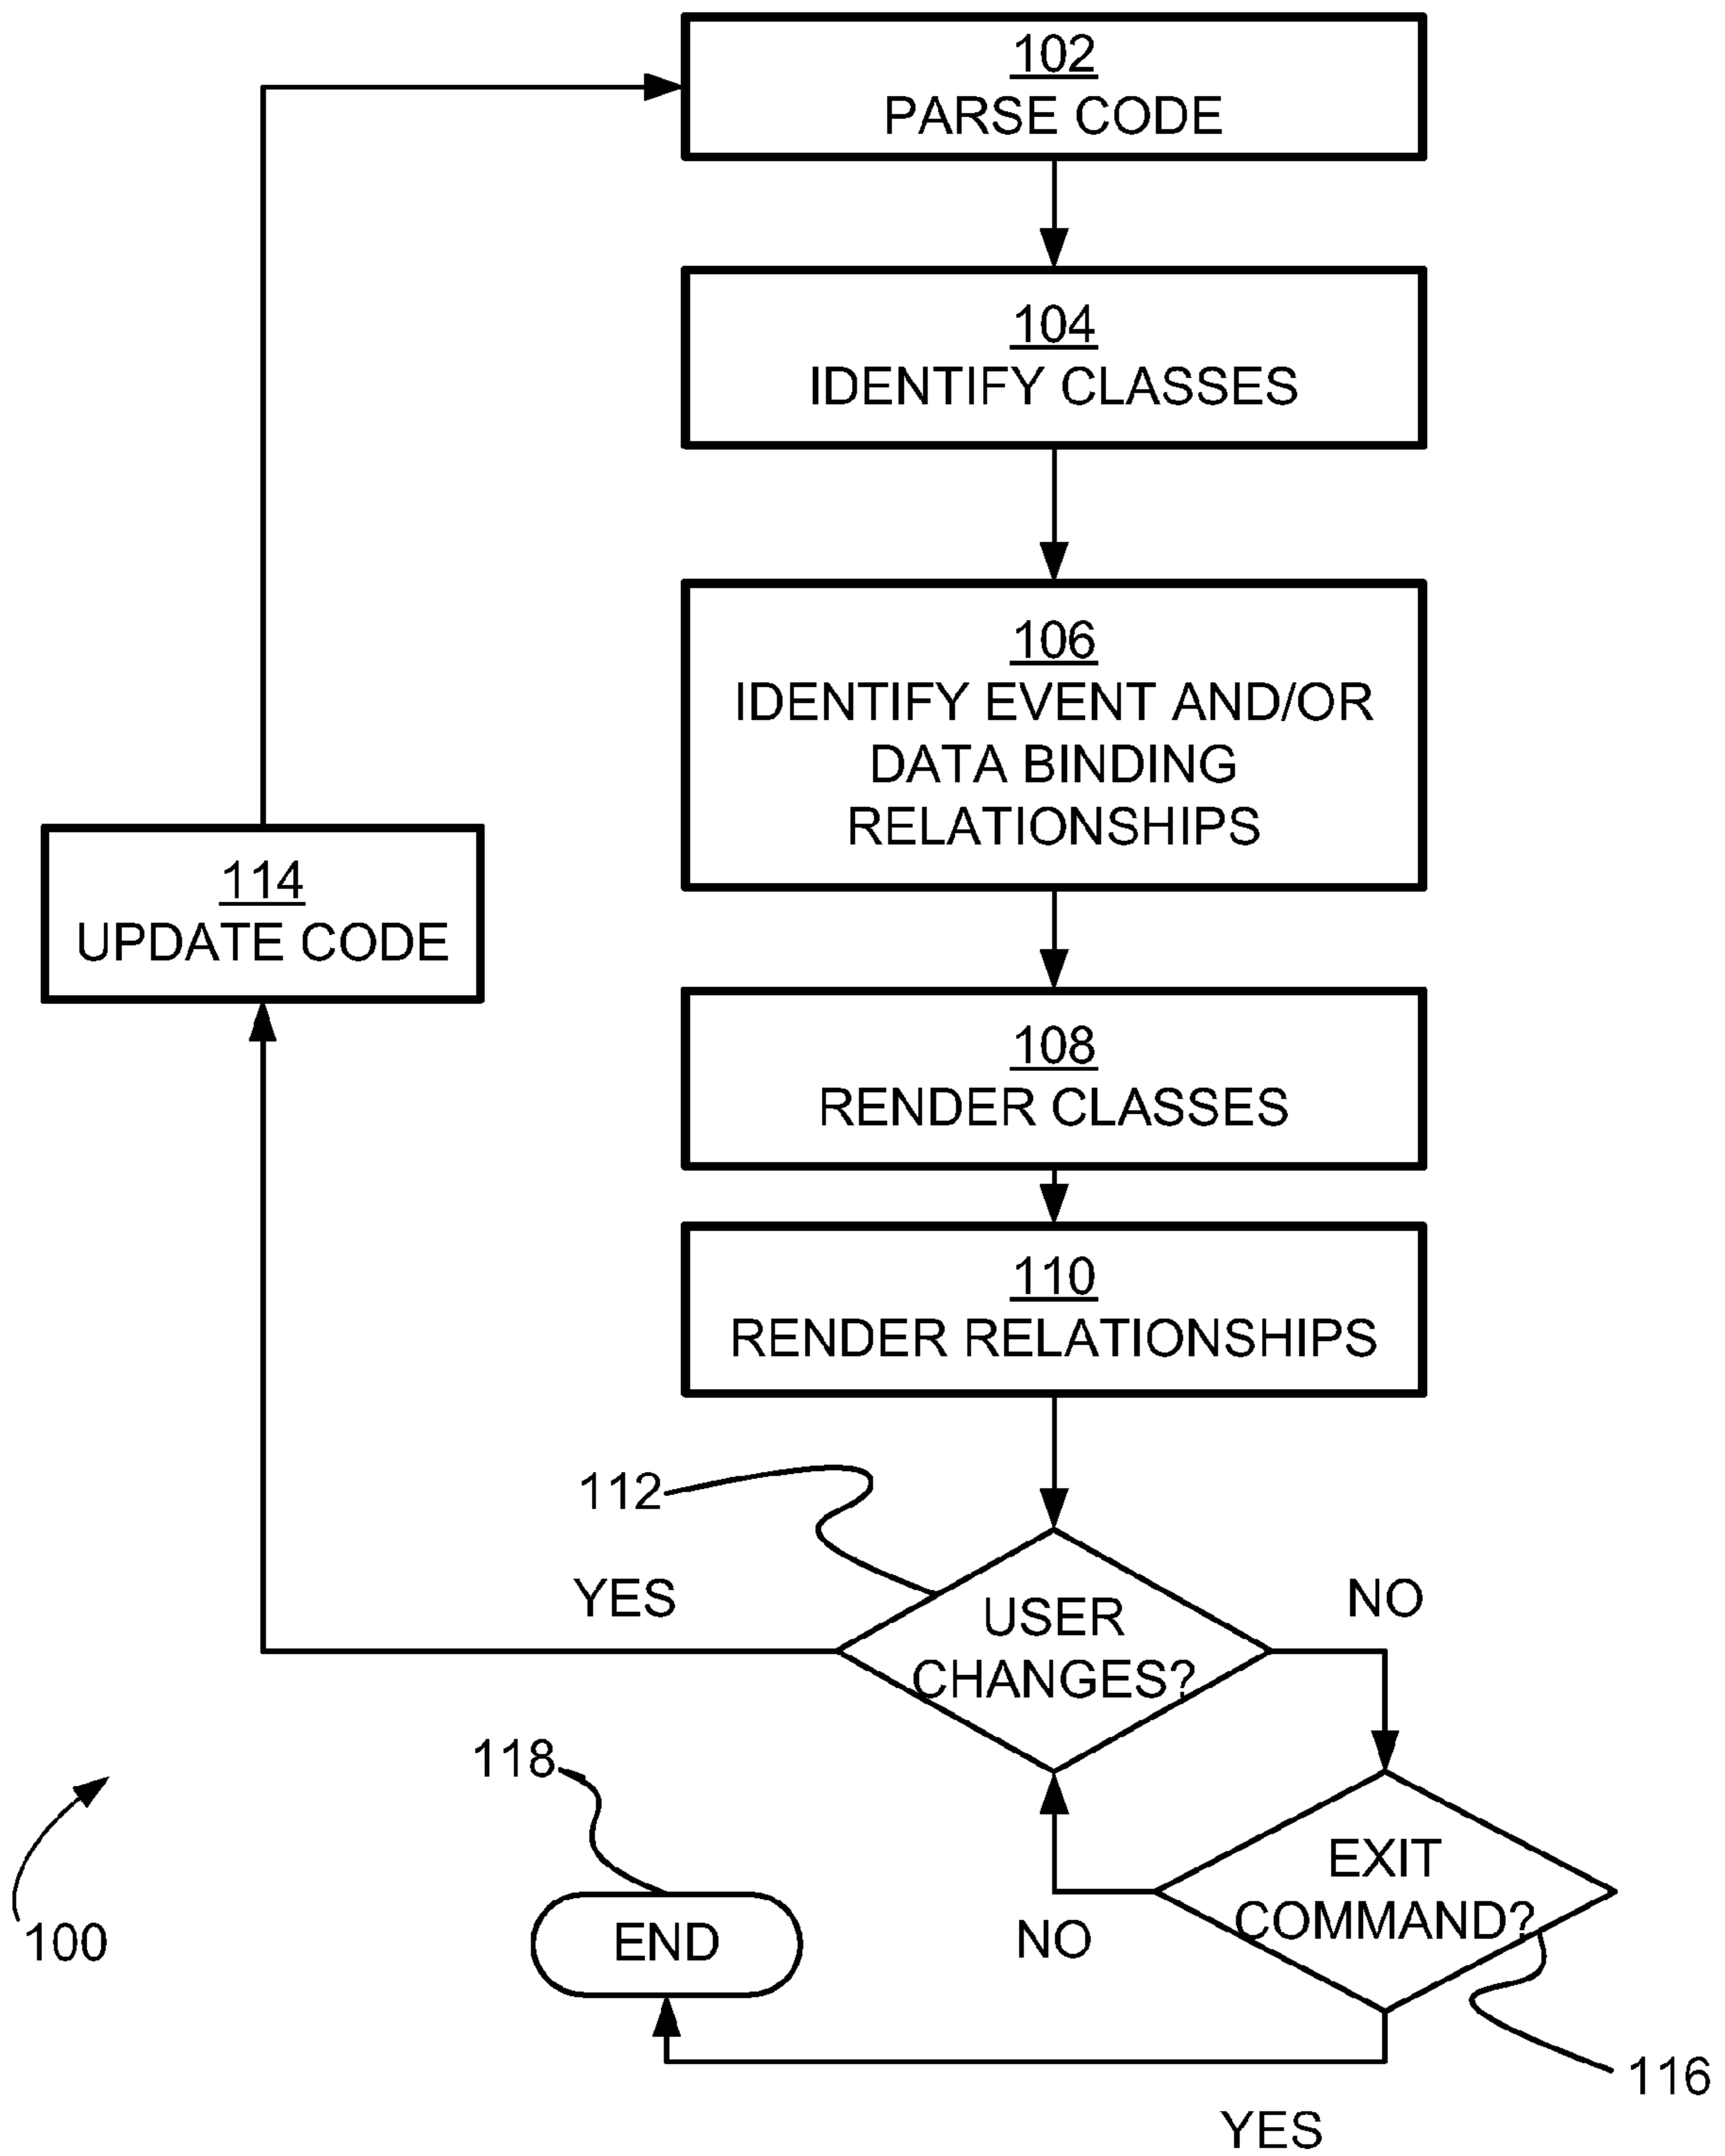 102
PARSE CODE
104
IDENTIFY CLASSES
106
IDENTIFY EVENT AND/OR
DATA BINDING
RELATIONSHIPS
114
UPDATE CODE
108
RENDER CLASSES
110
RENDER RELATIONSHIPS
112
YES
NO
USER
CHANGES?
118
EXIT
COMMAND?
END
NO
100
116
YES